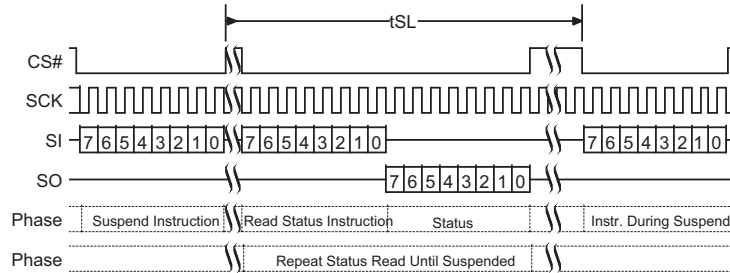 tSL
CS#
SCK
SI 7 6 5 4 3 2 1 0 7 6 5 4 3 2 1 0 7 6 5 4 3 2 1 0
SO 7 6 5 4 3 2 1 0
Phase Suspend Instruction Read Status Instruction Status Instr. During Suspend
Phase Repeat Status Read Until Suspended